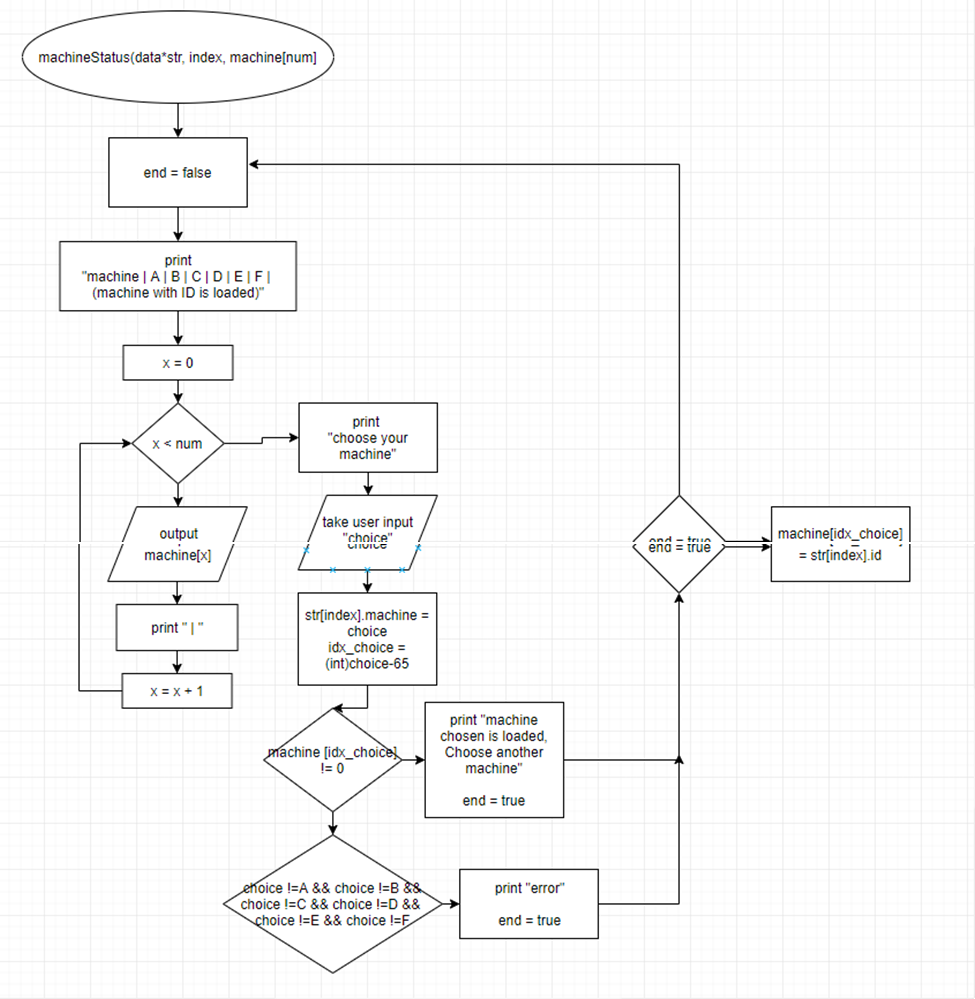 machineStatus(data*str, index, machine[num]
end = false
print
"machine | A | B | C | D | E | F |
(machine with ID is loaded)"
x = 0
x < num
output
machine[x]
print " | "
x = x + 1
print
"choose your
machine"
take user input
"choice"
str[index].machine =
choice
idx_choice =
(int)choice-65
machine [idx_choice]
!= 0
print "machine
chosen is loaded,
Choose another
machine"
end = true
choice !=A && choice !=B &&
choice !=C && choice !=D &&
choice !=E && choice !=F
print "error"
end = true
end = true
machine[idx_choice]
= str[index].id